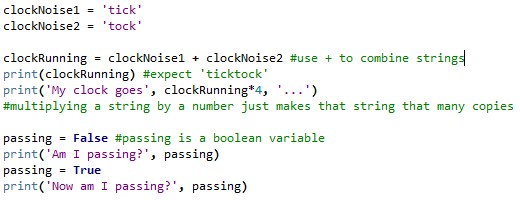 clockNoise1 = 'tick'
clockNoise2 = 'tock'
clockRunning = clockNoise1 + clockNoise2 #use + to combine strings
print(clockRunning) #expect 'ticktock'
print('My clock goes', clockRunning*4, '...')
#multiplying a string by a number just makes that string that many copies
passing = False #passing is a boolean variable
print('Am I passing?', passing)
passing = True
print('Now am I passing?', passing)